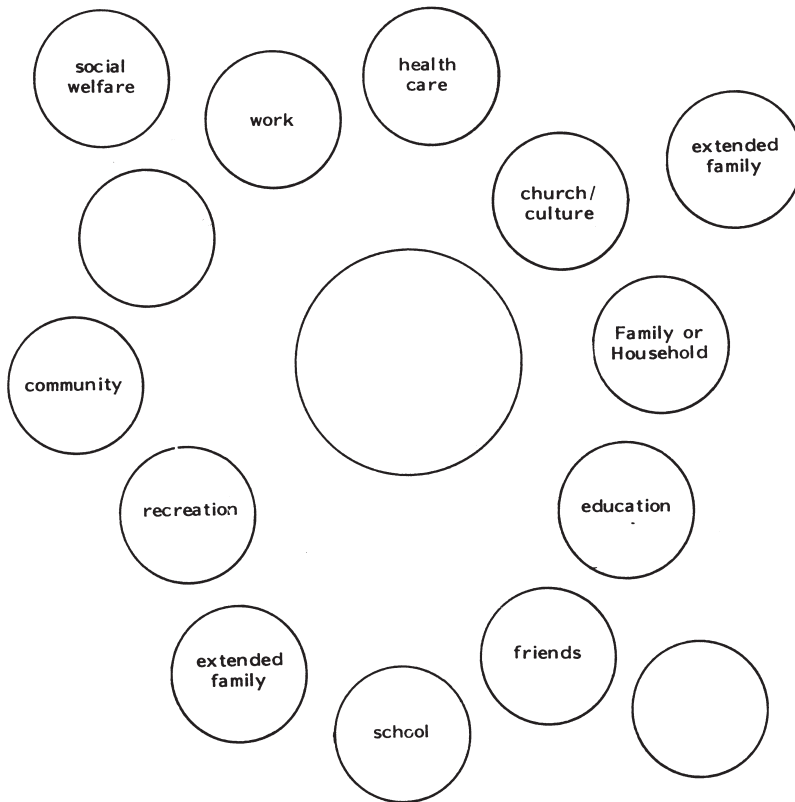 social
welfare
work
health
care
extended
family
church/
culture
Family or
Household
community
recreation
education
extended
family
friends
school